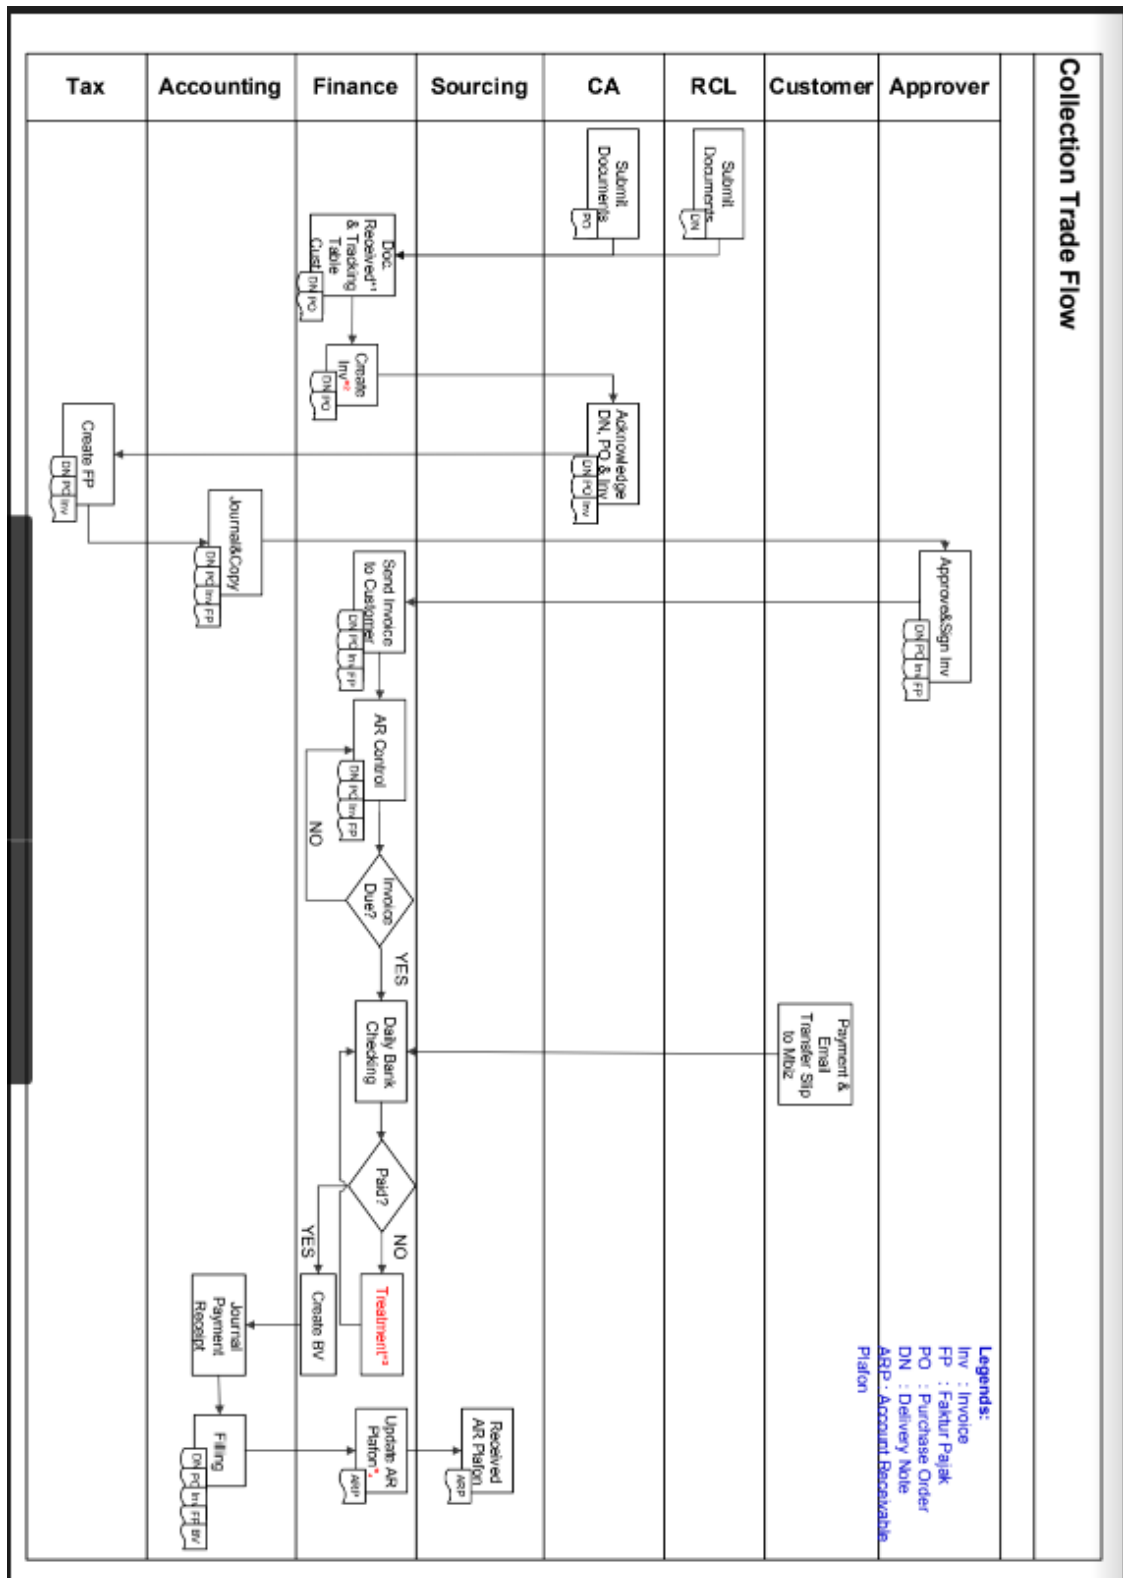 Collection Trade Flow
Tax
Accounting
Finance
Sourcing
CA
RCL
Customer
Approver
Submit
Documents
DN
Submit
Documents
PO
Doc.
Received*¹
& Tracking
Table
Cust
DN PO
Create
Inv*²
DN PO
Acknowledge
DN, PO & Inv
DN PO Inv
Create FP
DN PO Inv
Journal&Copy
DN PO Inv FP
Approve&Sign Inv
DN PO Inv FP
Send Invoice
to Customer
DN PO Inv FP
AR Control
DN PO Inv FP
Invoice
Due?
NO
YES
Payment &
Email
Transfer Slip
to Mbiz
Daily Bank
Checking
Paid?
NO
YES
Treatment*³
Create BV
Journal
Payment
Receipt
Filling
DN PO Inv FP BV
Update AR
Plafon*
ARP
Received
AR Plafon
ARP
Legends:
Inv : Invoice
FP : Faktur Pajak
PO : Purchase Order
DN : Delivery Note
ARP : Account Receivable
Plafon